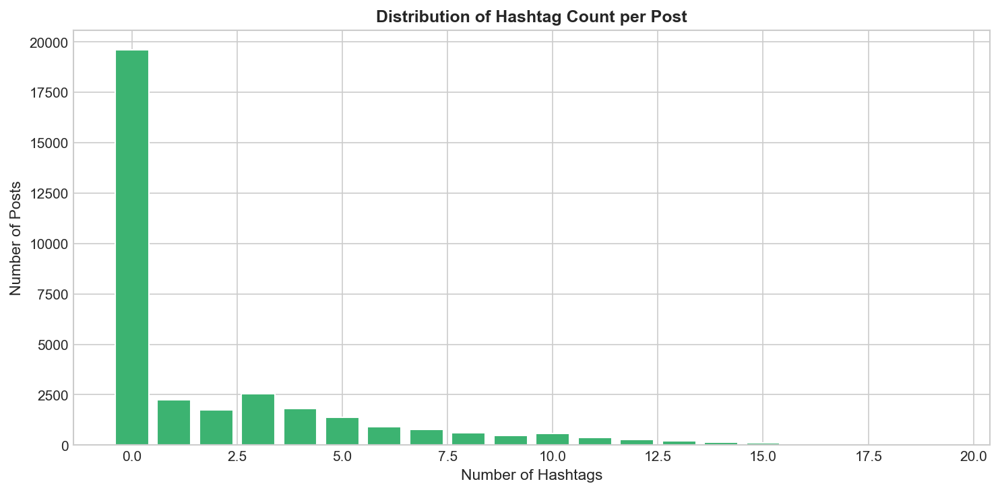 Distribution of Hashtag Count per Post
20000
17500
15000
12500
10000
7500
5000
2500
0
Number of Posts
0.0 2.5 5.0 7.5 10.0 12.5 15.0 17.5 20.0
Number of Hashtags